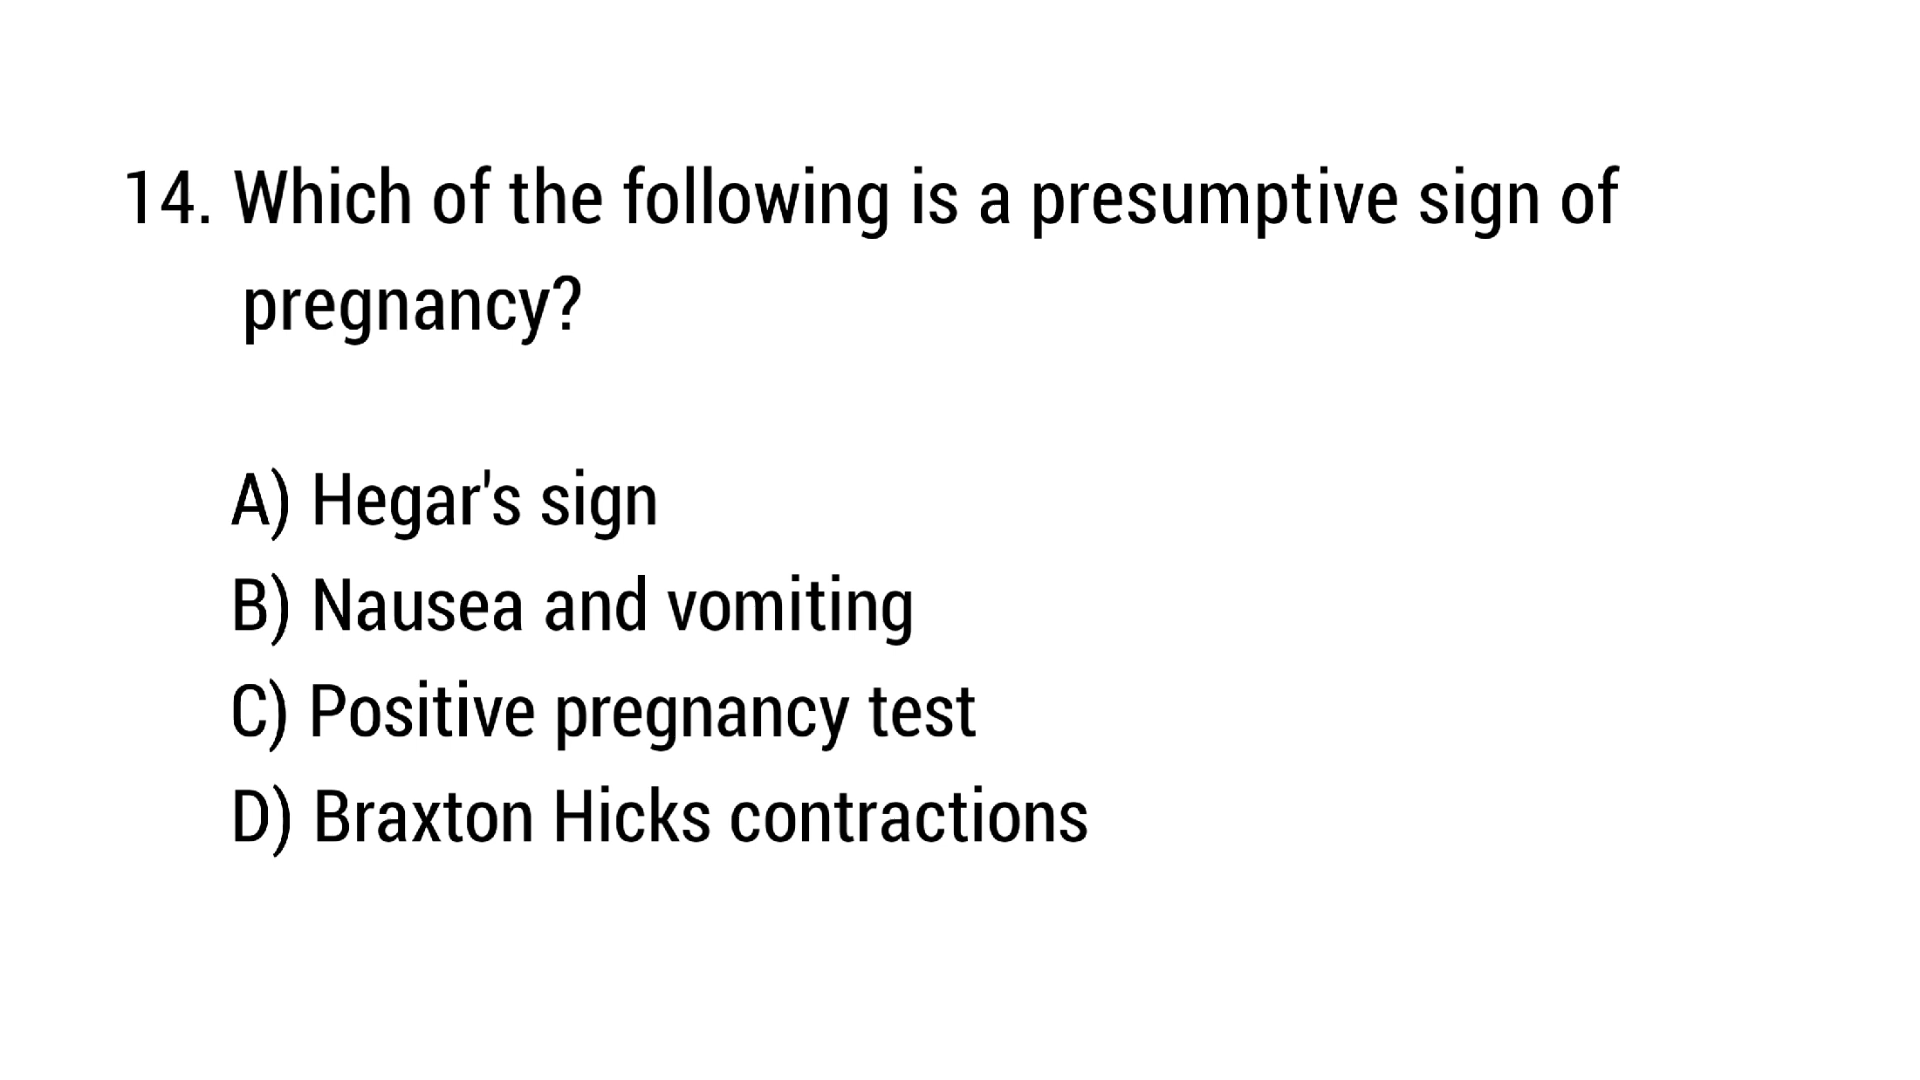 14. Which of the following is a presumptive sign of
pregnancy?
A) Hegar's sign
B) Nausea and vomiting
C) Positive pregnancy test
D) Braxton Hicks contractions